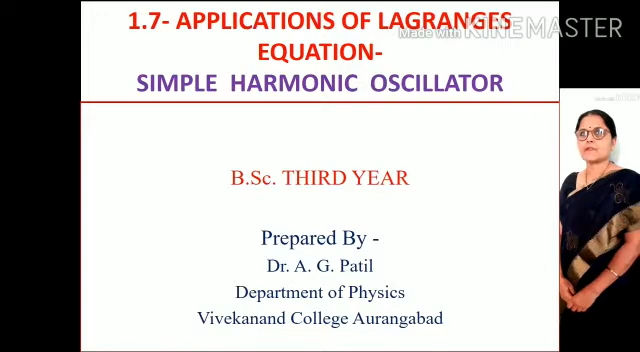 1.7- APPLICATIONS OF LAGRANGES
EQUATION-
SIMPLE HARMONIC OSCILLATOR
Made with KINEMASTER
B.Sc. THIRD YEAR
Prepared By -
Dr. A. G. Patil
Department of Physics
Vivekanand College Aurangabad